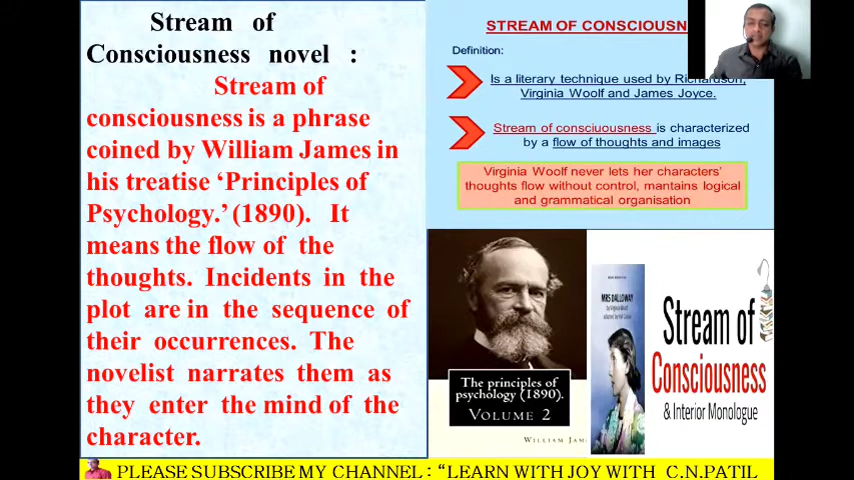 Stream of
Consciousness novel :
Stream of
consciousness is a phrase
coined by William James in
his treatise ‘Principles of
Psychology.’ (1890). It
means the flow of the
thoughts. Incidents in the
plot are in the sequence of
their occurrences. The
novelist narrates them as
they enter the mind of the
character.
STREAM OF CONSCIOUSN
Definition:
Is a literary technique used by Richardson,
Virginia Woolf and James Joyce.
Stream of consciuousness is characterized
by a flow of thoughts and images
Virginia Woolf never lets her characters’
thoughts flow without control, mantains logical
and grammatical organisation
The principles of
psychology (1890).
VOLUME 2
WILLIAM JAM
MRS DALLOWAY
by Virginia Woolf
Stream of
Consciousness
& Interior Monologue
PLEASE SUBSCRIBE MY CHANNEL : “LEARN WITH JOY WITH C.N.PATIL